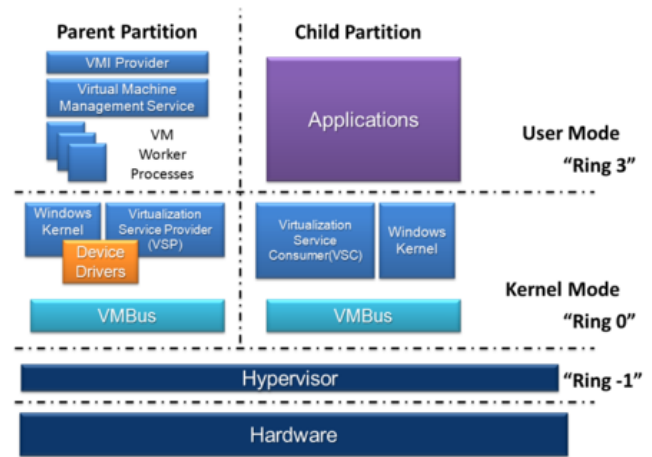 Parent Partition
Child Partition
VMI Provider
Virtual Machine
Management Service
VM
Worker
Processes
Applications
User Mode
“Ring 3”
Windows
Kernel
Virtualization
Service Provider
(VSP)
Device
Drivers
Virtualization
Service
Consumer(VSC)
Windows
Kernel
VMBus
VMBus
Kernel Mode
“Ring 0”
Hypervisor
“Ring -1”
Hardware